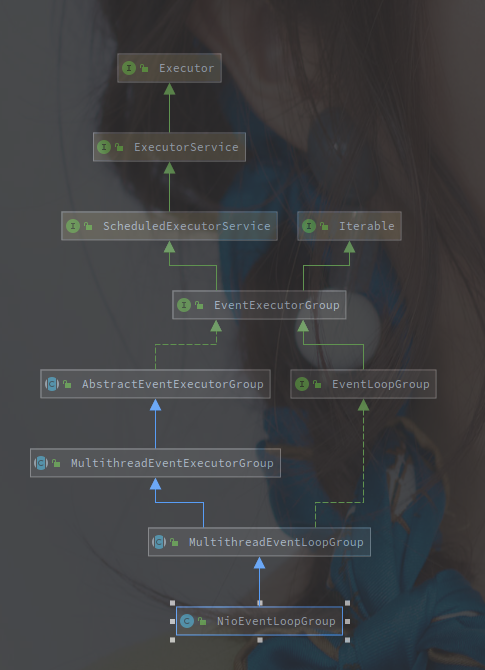 I Executor
I ExecutorService
I ScheduledExecutorService
I Iterable
I EventExecutorGroup
C AbstractEventExecutorGroup
I EventLoopGroup
C MultithreadEventExecutorGroup
C MultithreadEventLoopGroup
C NioEventLoopGroup